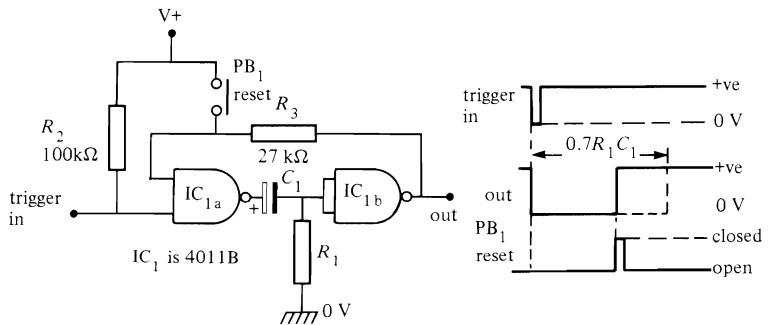 V+
PB1
reset
R3
R2
100kΩ
27 kΩ
IC1a
C1
+
IC1b
trigger
in
out
IC1 is 4011B
R1
0 V
trigger
in
+ve
0 V
0.7R1C1
out
+ve
0 V
PB1
reset
closed
open